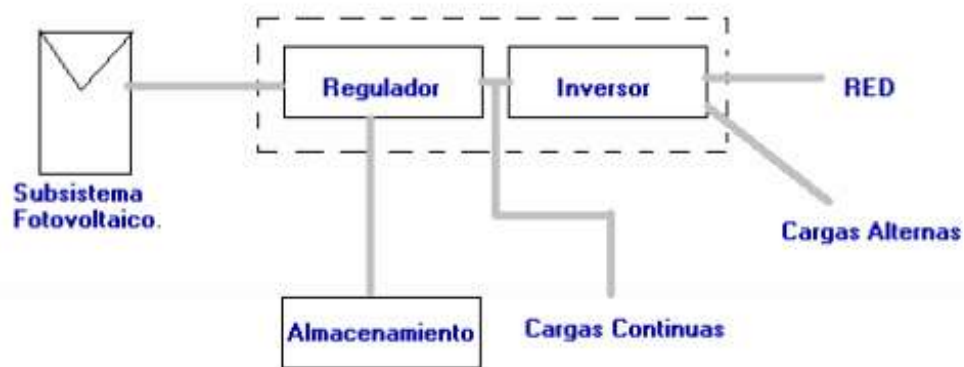 Regulador
Inversor
RED
Subsistema
Fotovoltaico.
Cargas Alternas
Almacenamiento
Cargas Continuas